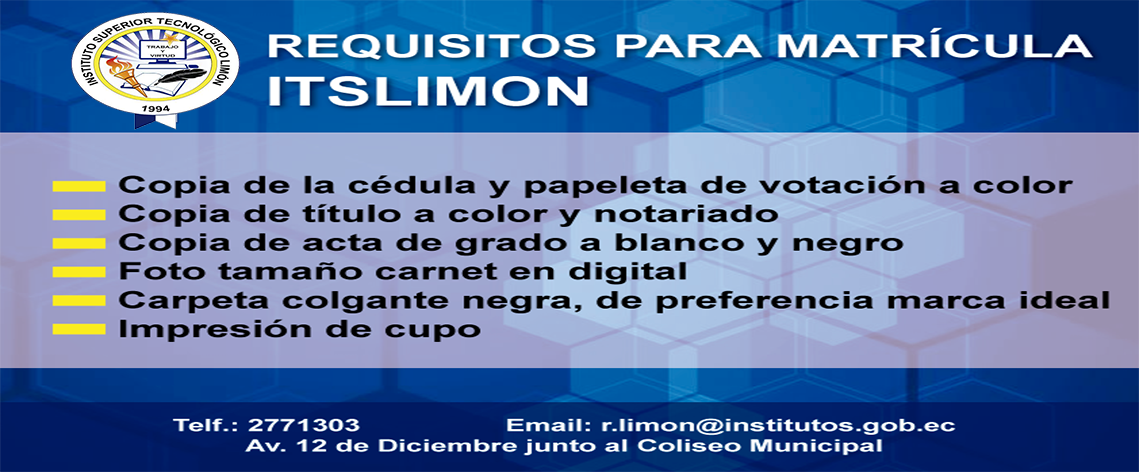 INSTITUTO SUPERIOR TECNOLÓGICO LIMÓN
TRABAJO
Y
VIRTUD
1994
REQUISITOS PARA MATRÍCULA
ITSLIMON
Copia de la cédula y papeleta de votación a color
Copia de título a color y notariado
Copia de acta de grado a blanco y negro
Foto tamaño carnet en digital
Carpeta colgante negra, de preferencia marca ideal
Impresión de cupo
Telf.: 2771303 Email: r.limon@institutos.gob.ec
Av. 12 de Diciembre junto al Coliseo Municipal